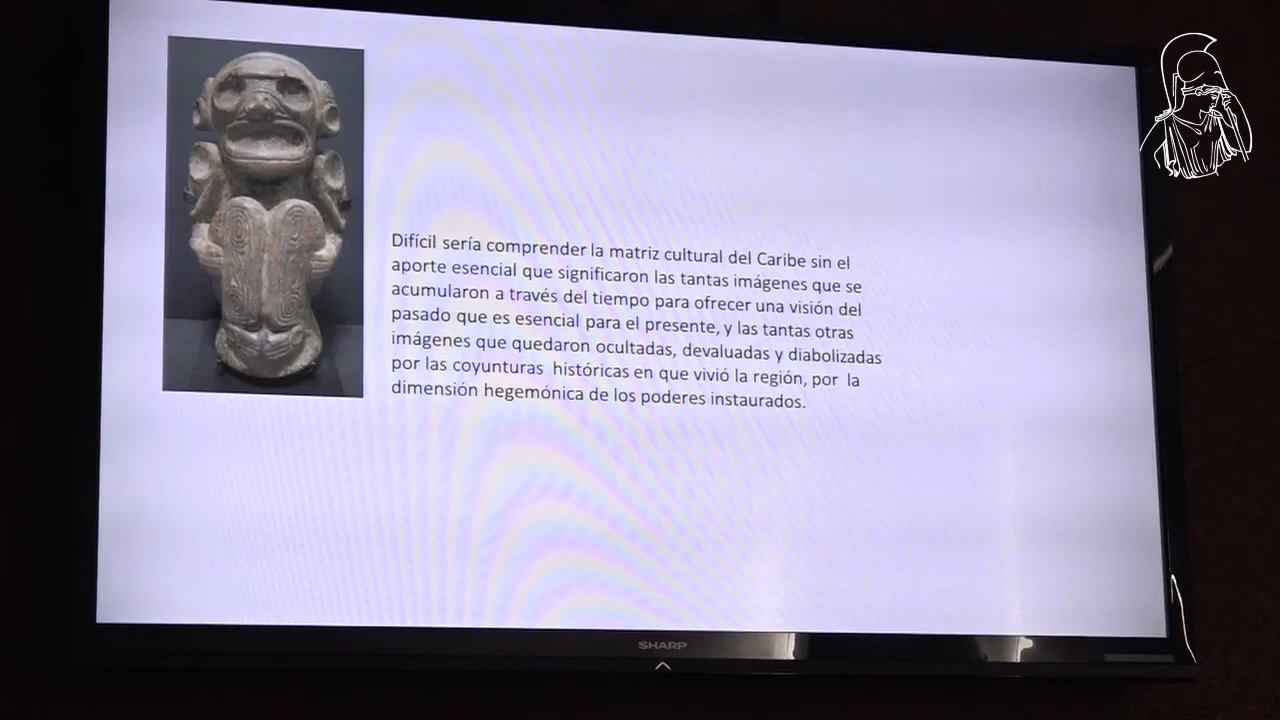 Difícil sería comprender la matriz cultural del Caribe sin el
aporte esencial que significaron las tantas imágenes que se
acumularon a través del tiempo para ofrecer una visión del
pasado que es esencial para el presente, y las tantas otras
imágenes que quedaron ocultadas, devaluadas y diabolizadas
por las coyunturas históricas en que vivió la región, por la
dimensión hegemónica de los poderes instaurados.
SHARP